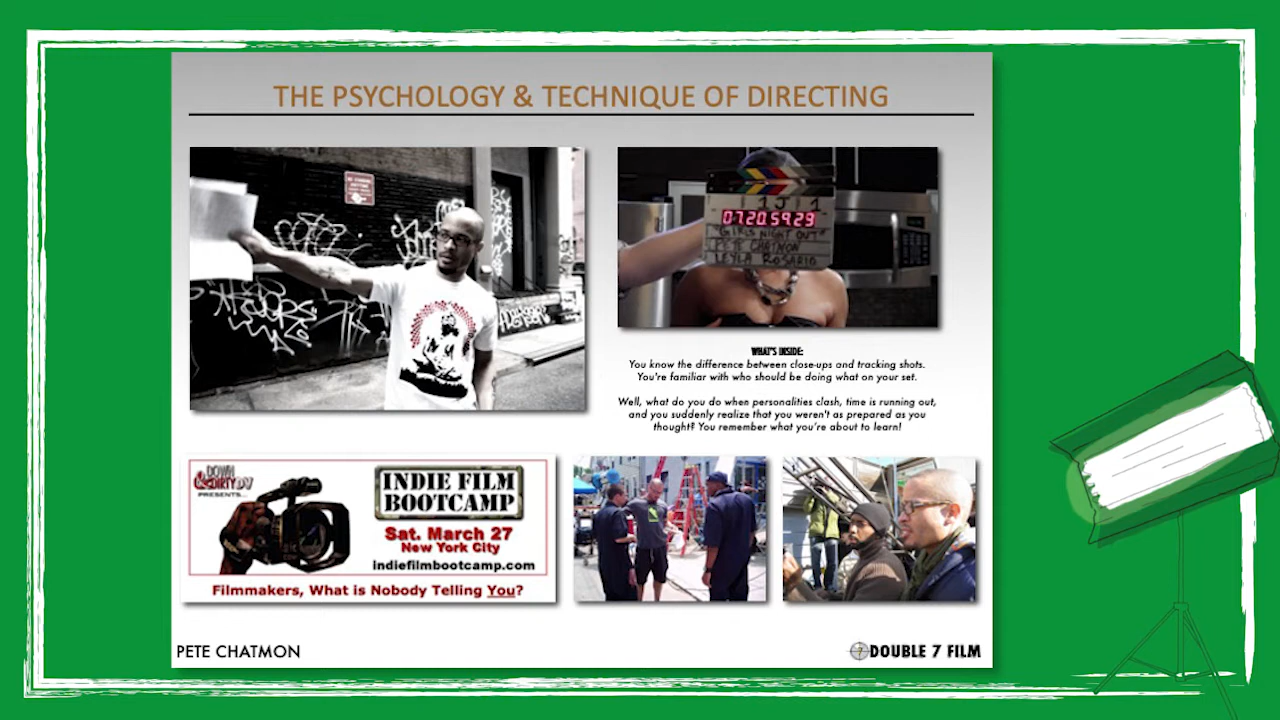 THE PSYCHOLOGY & TECHNIQUE OF DIRECTING
1J 1
07205929
"GIRLS NIGHT OUT"
PETE CHATMON
LEYLA ROSARIO
WHAT'S INSIDE:
You know the difference between close-ups and tracking shots.
You're familiar with who should be doing what on your set.
Well, what do you do when personalities clash, time is running out,
and you suddenly realize that you weren't as prepared as you
thought? You remember what you're about to learn!
DOWN
& DIRTY DV
PRESENTS...
INDIE FILM
BOOTCAMP
Sat. March 27
New York City
indiefilmbootcamp.com
Filmmakers, What is Nobody Telling You?
PETE CHATMON
DOUBLE 7 FILM